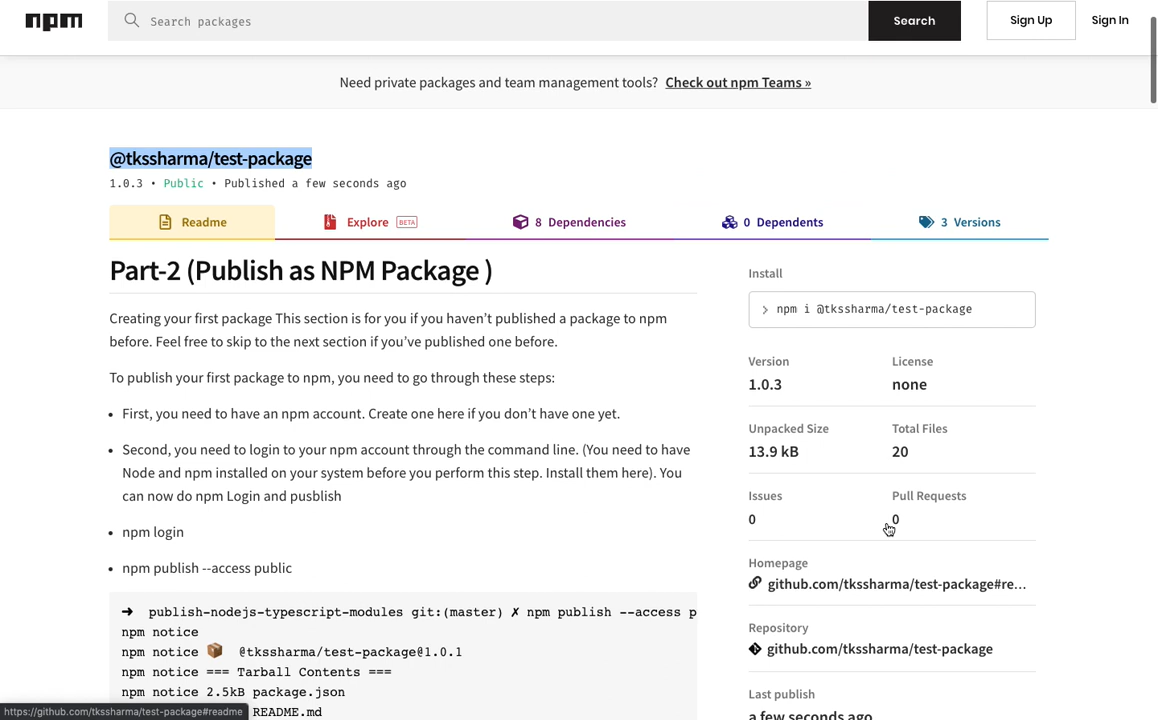 npm
Search packages
Search
Sign Up
Sign In
Need private packages and team management tools? Check out npm Teams »
@tkssharma/test-package
1.0.3 • Public • Published a few seconds ago
Readme
Explore BETA
8 Dependencies
0 Dependents
3 Versions
Part-2 (Publish as NPM Package )
Creating your first package This section is for you if you haven’t published a package to npm
before. Feel free to skip to the next section if you’ve published one before.
To publish your first package to npm, you need to go through these steps:
• First, you need to have an npm account. Create one here if you don’t have one yet.
• Second, you need to login to your npm account through the command line. (You need to have
Node and npm installed on your system before you perform this step. Install them here). You
can now do npm Login and pusblish
• npm login
• npm publish --access public
➜ publish-nodejs-typescript-modules git:(master) ✗ npm publish --access p
npm notice
npm notice 📦 @tkssharma/test-package@1.0.1
npm notice === Tarball Contents ===
npm notice 2.5kB package.json
README.md
Install
> npm i @tkssharma/test-package
Version
License
1.0.3
none
Unpacked Size
Total Files
13.9 kB
20
Issues
Pull Requests
0
0
Homepage
github.com/tkssharma/test-package#re...
Repository
github.com/tkssharma/test-package
Last publish
a few seconds ago
https://github.com/tkssharma/test-package#readme